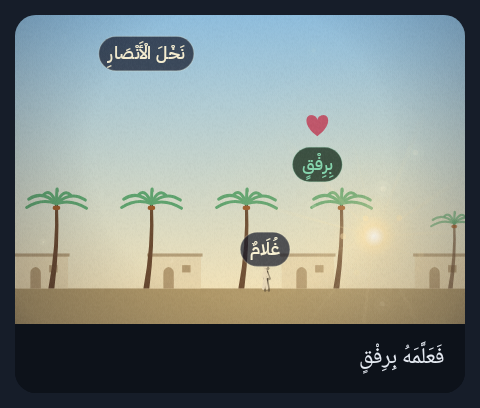 نَخْلَ الْأَنْصَارِ
بِرِفْقٍ
غُلَامٌ
فَعَلَّمَهُ بِرِفْقٍ